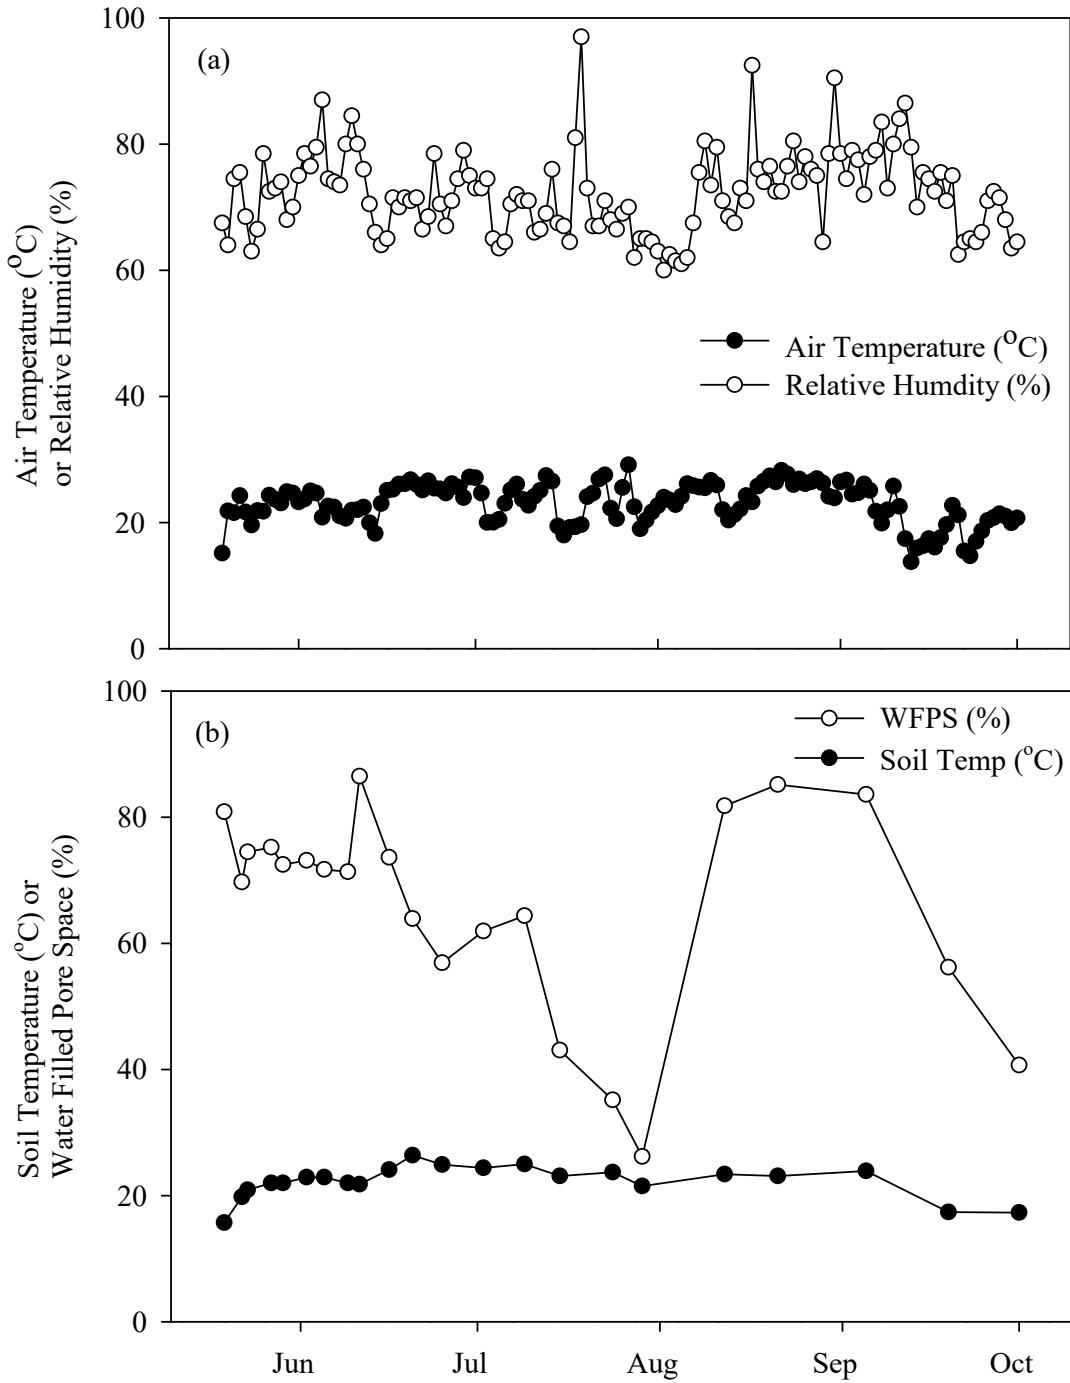 100
80
60
40
20
0
(a)
Air Temperature (°C)
or Relative Humidity (%)
Air Temperature (°C)
Relative Humdity (%)
100
80
60
40
20
0
(b)
WFPS (%)
Soil Temp (°C)
Soil Temperature (°C) or
Water Filled Pore Space (%)
Jun Jul Aug Sep Oct